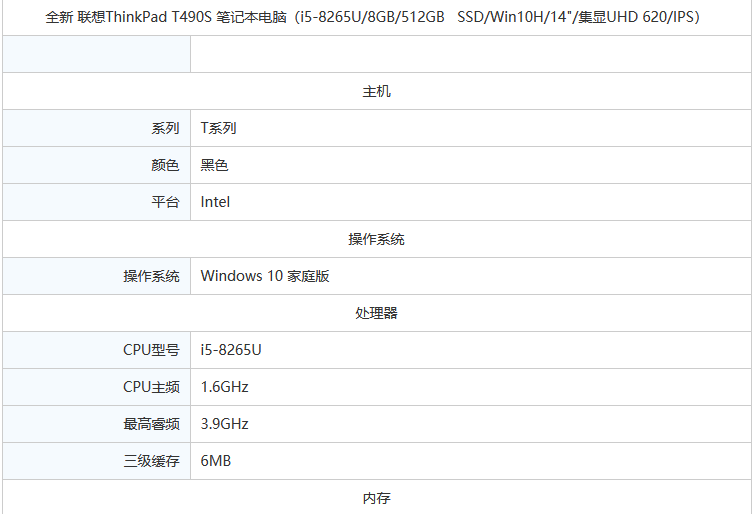 全新 联想ThinkPad T490S 笔记本电脑（i5-8265U/8GB/512GB   SSD/Win10H/14"/集显UHD 620/IPS）
主机
系列 T系列
颜色 黑色
平台 Intel
操作系统
操作系统 Windows 10 家庭版
处理器
CPU型号 i5-8265U
CPU主频 1.6GHz
最高睿频 3.9GHz
三级缓存 6MB
内存